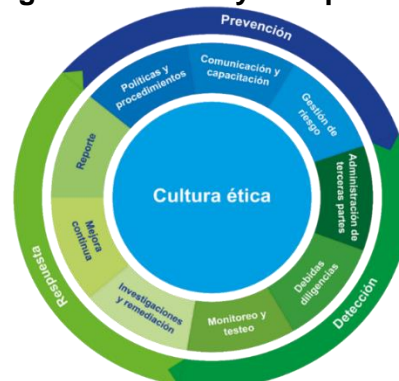 Prevención
Políticas y
procedimientos
Comunicación y
capacitación
Gestión de
riesgo
Administración de
terceras partes
Debidas
diligencias
Monitoreo y
testeo
Investigaciones
y remediación
Mejora
continua
Reporte
Cultura ética
Detección
Respuesta